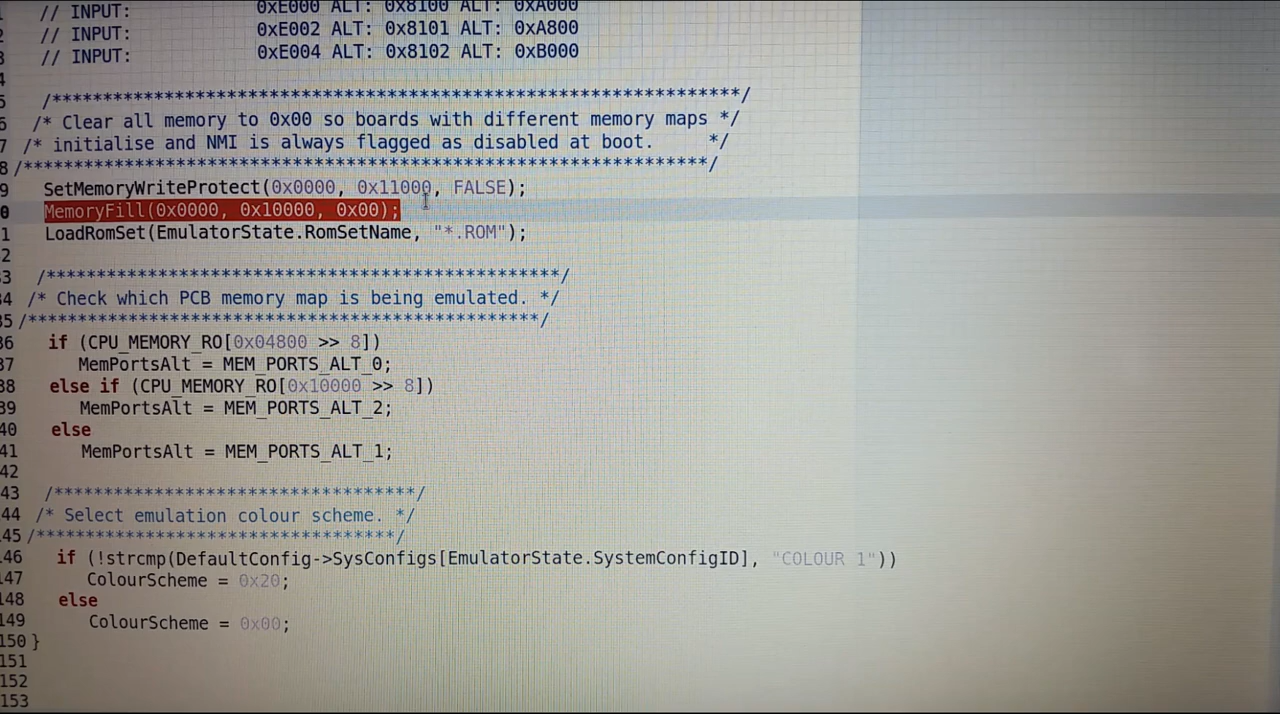 // INPUT: 0xE000 ALT: 0x8100 ALT: 0xA000
2 // INPUT: 0xE002 ALT: 0x8101 ALT: 0xA800
3 // INPUT: 0xE004 ALT: 0x8102 ALT: 0xB000
4
5 /*********************************************************************/
6 /* Clear all memory to 0x00 so boards with different memory maps */
7 /* initialise and NMI is always flagged as disabled at boot. */
8 /*********************************************************************/
9 SetMemoryWriteProtect(0x0000, 0x11000, FALSE);
0 MemoryFill(0x0000, 0x10000, 0x00);
1 LoadRomSet(EmulatorState.RomSetName, "*.ROM");
32
33 /***************************************************/
34 /* Check which PCB memory map is being emulated. */
35 /***************************************************/
36 if (CPU_MEMORY_RO[0x04800 >> 8])
37 MemPortsAlt = MEM_PORTS_ALT_0;
38 else if (CPU_MEMORY_RO[0x10000 >> 8])
39 MemPortsAlt = MEM_PORTS_ALT_2;
40 else
41 MemPortsAlt = MEM_PORTS_ALT_1;
42
43 /************************************/
44 /* Select emulation colour scheme. */
145 /************************************/
146 if (!strcmp(DefaultConfig->SysConfigs[EmulatorState.SystemConfigID], "COLOUR 1"))
147 ColourScheme = 0x20;
148 else
149 ColourScheme = 0x00;
150 }
151
152
153